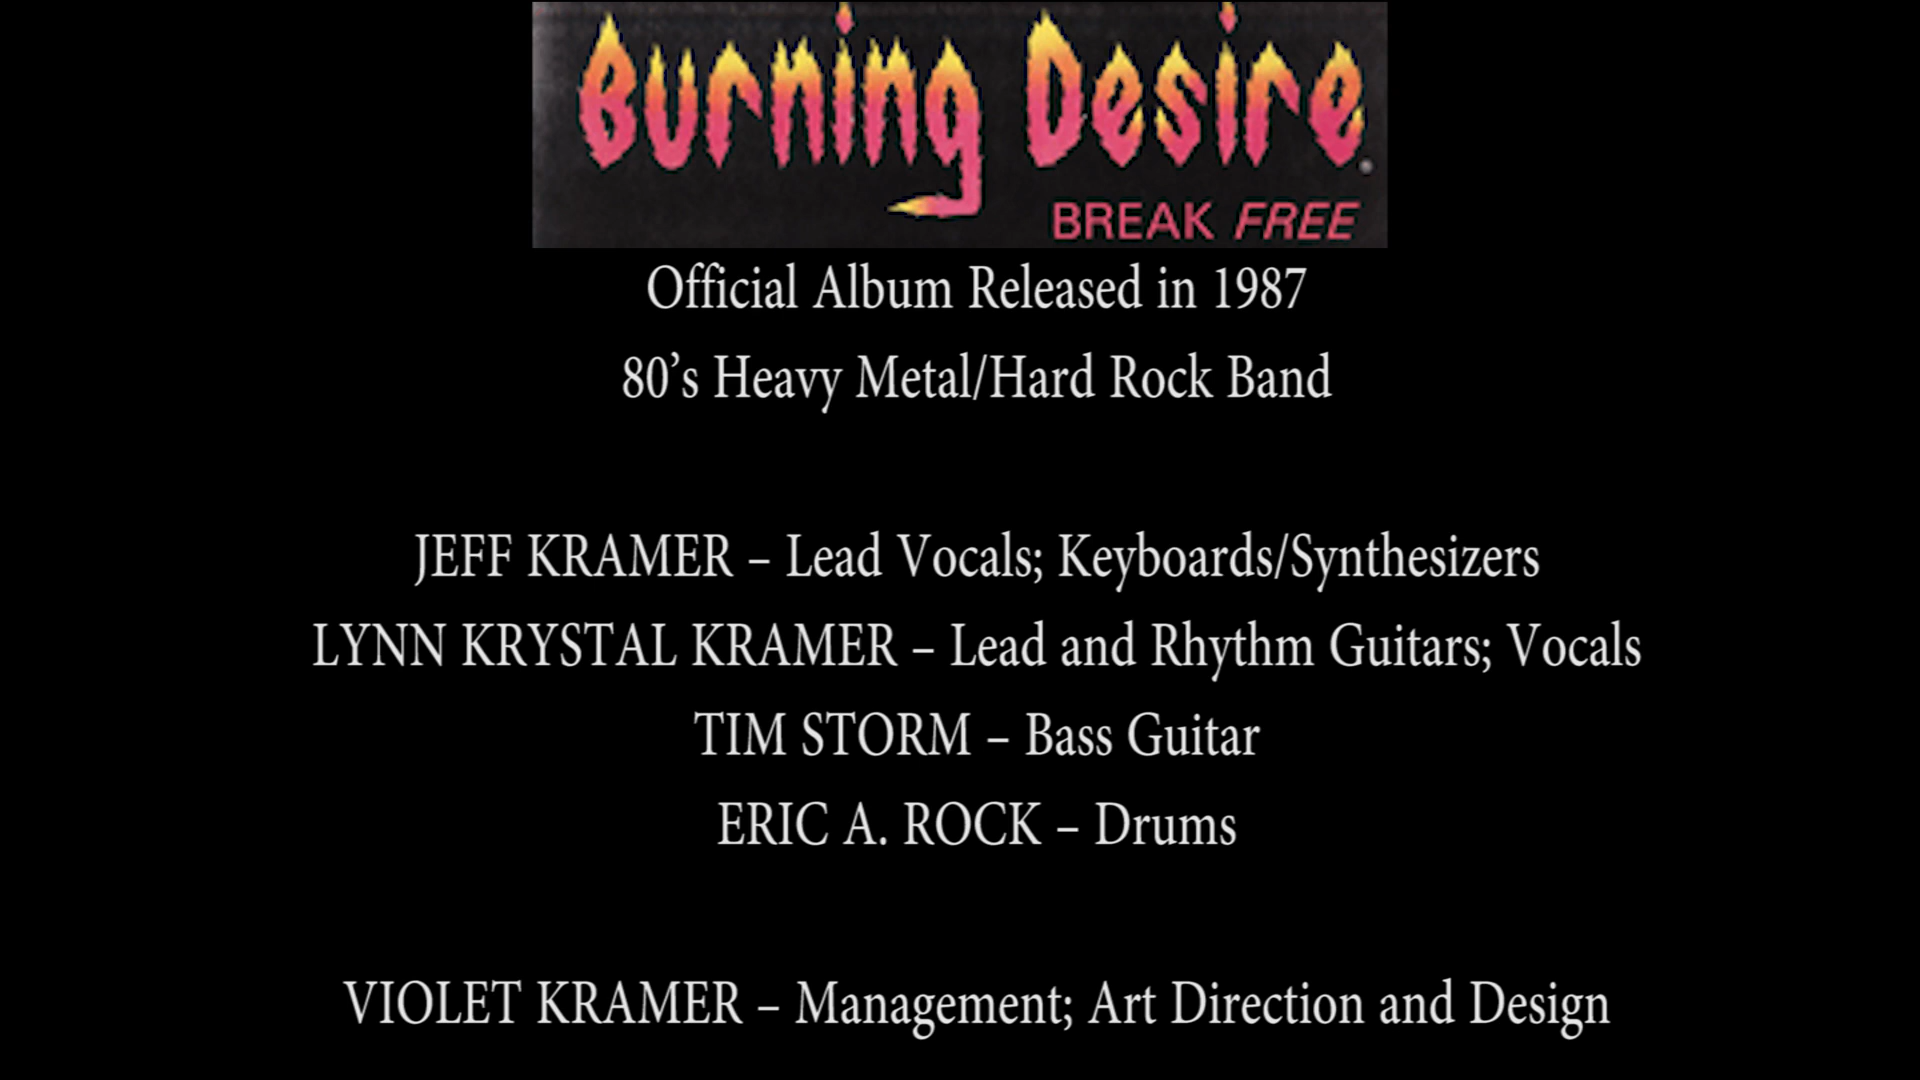 Burning Desire
BREAK FREE
Official Album Released in 1987
80’s Heavy Metal/Hard Rock Band
JEFF KRAMER – Lead Vocals; Keyboards/Synthesizers
LYNN KRYSTAL KRAMER – Lead and Rhythm Guitars; Vocals
TIM STORM – Bass Guitar
ERIC A. ROCK – Drums
VIOLET KRAMER – Management; Art Direction and Design